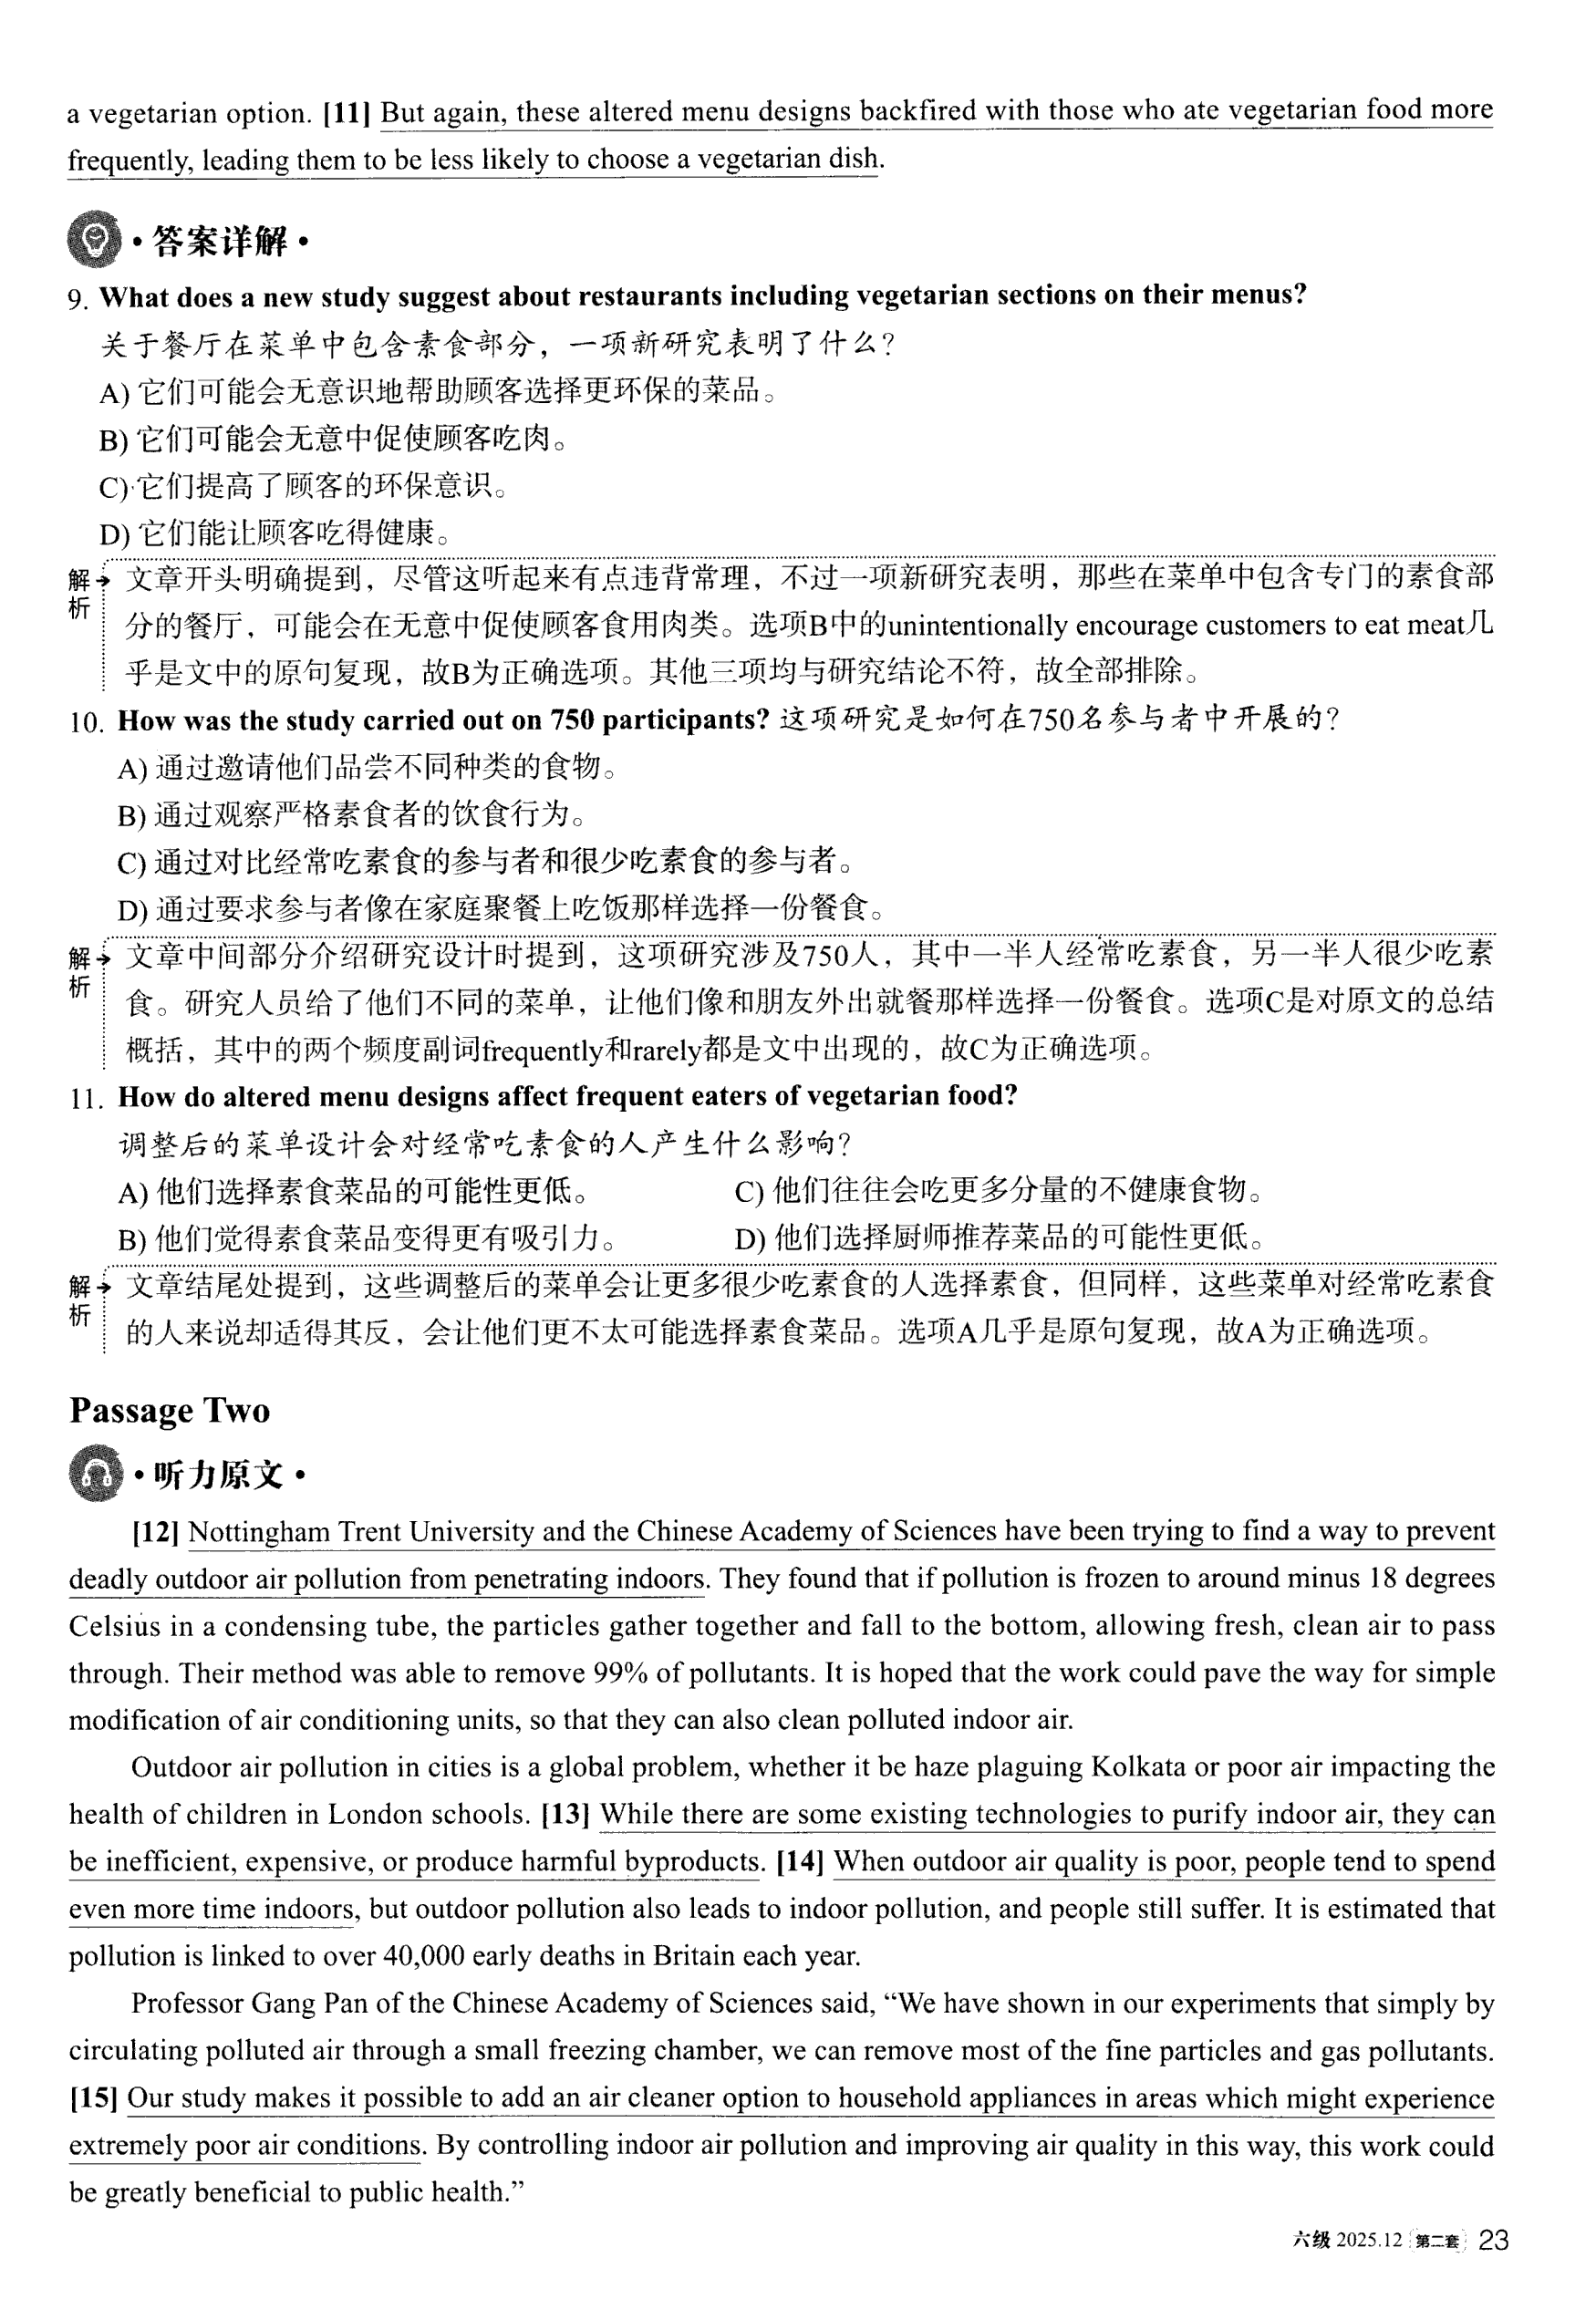 a vegetarian option. [11] But again, these altered menu designs backfired with those who ate vegetarian food more
frequently, leading them to be less likely to choose a vegetarian dish.
·答案详解·
9. What does a new study suggest about restaurants including vegetarian sections on their menus?
关于餐厅在菜单中包含素食部分，一项新研究表明了什么？
A) 它们可能会无意识地帮助顾客选择更环保的菜品。
B) 它们可能会无意中促使顾客吃肉。
C) 它们提高了顾客的环保意识。
D) 它们能让顾客吃得健康。
解析
文章开头明确提到，尽管这听起来有点违背常理，不过一项新研究表明，那些在菜单中包含专门的素食部
分的餐厅，可能会在无意中促使顾客食用肉类。选项B中的unintentionally encourage customers to eat meat几
乎是文中的原句复现，故B为正确选项。其他三项均与研究结论不符，故全部排除。
10. How was the study carried out on 750 participants? 这项研究是如何在750名参与者中开展的？
A) 通过邀请他们品尝不同种类的食物。
B) 通过观察严格素食者的饮食行为。
C) 通过对比经常吃素食的参与者和很少吃素食的参与者。
D) 通过要求参与者像在家庭聚餐上吃饭那样选择一份餐食。
解析
文章中间部分介绍研究设计时提到，这项研究涉及750人，其中一半人经常吃素食，另一半人很少吃素
食。研究人员给了他们不同的菜单，让他们像和朋友外出就餐那样选择一份餐食。选项C是对原文的总结
概括，其中的两个频度副词frequently和rarely都是文中出现的，故C为正确选项。
11. How do altered menu designs affect frequent eaters of vegetarian food?
调整后的菜单设计会对经常吃素食的人产生什么影响？
A) 他们选择素食菜品的可能性更低。 C) 他们往往会吃更多分量的不健康食物。
B) 他们觉得素食菜品变得更有吸引力。 D) 他们选择厨师推荐菜品的可能性更低。
解析
文章结尾处提到，这些调整后的菜单会让更多很少吃素食的人选择素食，但同样，这些菜单对经常吃素食
的人来说却适得其反，会让他们更不太可能选择素食菜品。选项A几乎是原句复现，故A为正确选项。
Passage Two
·听力原文·
[12] Nottingham Trent University and the Chinese Academy of Sciences have been trying to find a way to prevent
deadly outdoor air pollution from penetrating indoors. They found that if pollution is frozen to around minus 18 degrees
Celsius in a condensing tube, the particles gather together and fall to the bottom, allowing fresh, clean air to pass
through. Their method was able to remove 99% of pollutants. It is hoped that the work could pave the way for simple
modification of air conditioning units, so that they can also clean polluted indoor air.
Outdoor air pollution in cities is a global problem, whether it be haze plaguing Kolkata or poor air impacting the
health of children in London schools. [13] While there are some existing technologies to purify indoor air, they can
be inefficient, expensive, or produce harmful byproducts. [14] When outdoor air quality is poor, people tend to spend
even more time indoors, but outdoor pollution also leads to indoor pollution, and people still suffer. It is estimated that
pollution is linked to over 40,000 early deaths in Britain each year.
Professor Gang Pan of the Chinese Academy of Sciences said, “We have shown in our experiments that simply by
circulating polluted air through a small freezing chamber, we can remove most of the fine particles and gas pollutants.
[15] Our study makes it possible to add an air cleaner option to household appliances in areas which might experience
extremely poor air conditions. By controlling indoor air pollution and improving air quality in this way, this work could
be greatly beneficial to public health.”
六级 2025.12 第二套 23